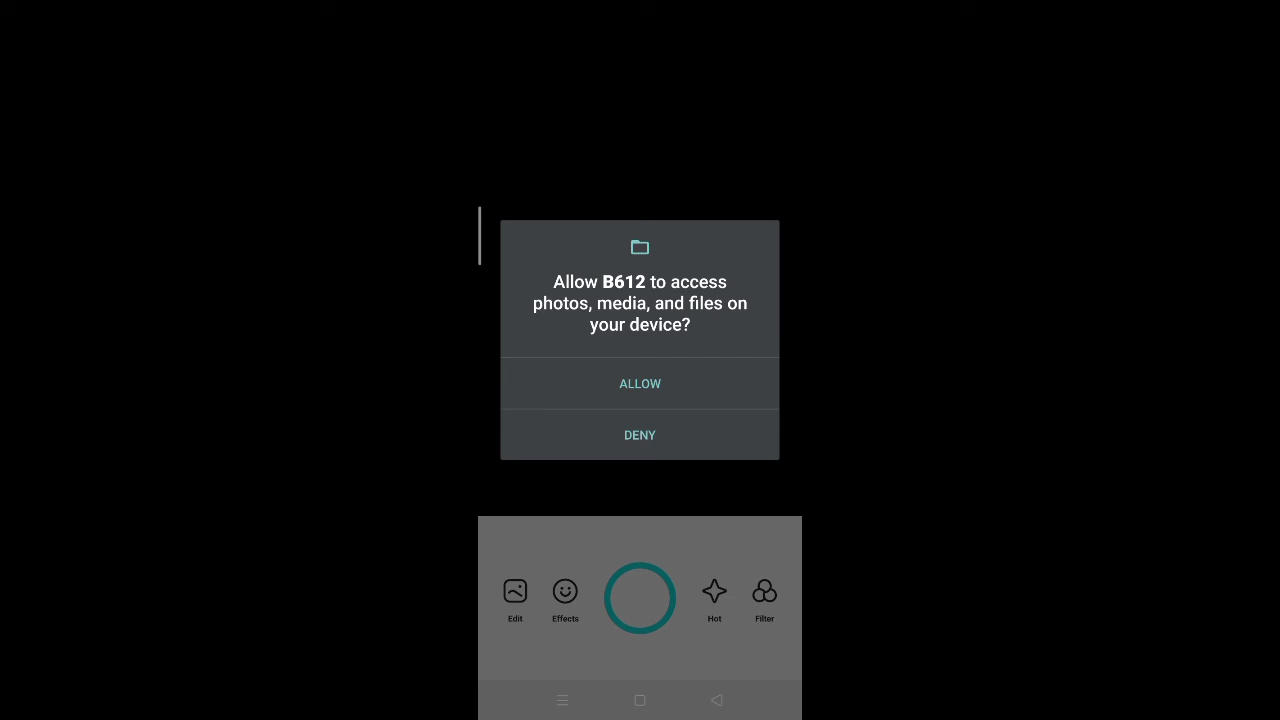 Allow B612 to access
photos, media, and files on
your device?
ALLOW
DENY
Edit
Effects
Hot
Filter